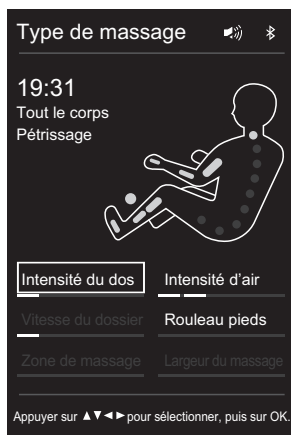 Type de massage
19:31
Tout le corps
Pétrissage
Intensité du dos
Intensité d'air
Vitesse du dossier
Rouleau pieds
Zone de massage
Largeur du massage
Appuyer sur ▲▼◄► pour sélectionner, puis sur OK.